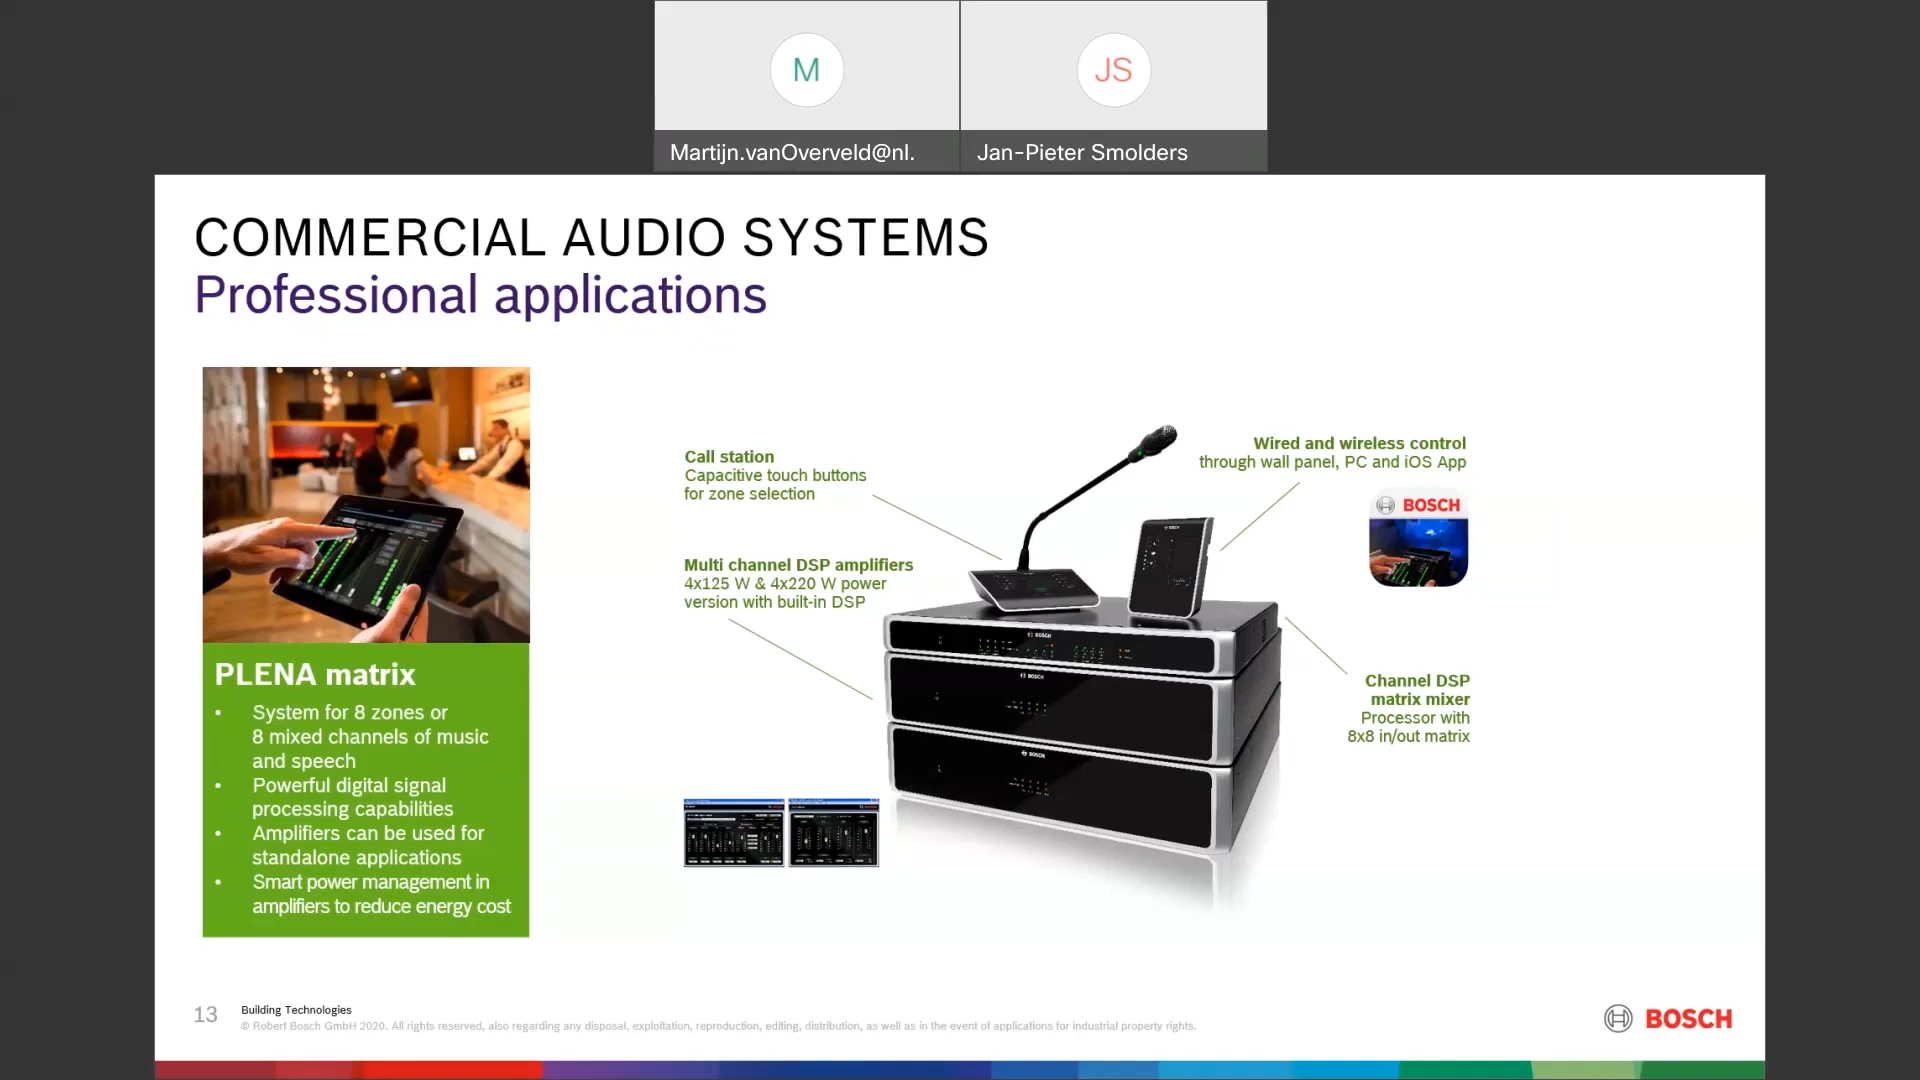 M
JS
Martijn.vanOverveld@nl.
Jan-Pieter Smolders
COMMERCIAL AUDIO SYSTEMS
Professional applications
Call station
Capacitive touch buttons
for zone selection
Wired and wireless control
through wall panel, PC and iOS App
BOSCH
Multi channel DSP amplifiers
4x125 W & 4x220 W power
version with built-in DSP
BOSCH
BOSCH
BOSCH
BOSCH
Channel DSP
matrix mixer
Processor with
8x8 in/out matrix
PLENA matrix
• System for 8 zones or
8 mixed channels of music
and speech
• Powerful digital signal
processing capabilities
• Amplifiers can be used for
standalone applications
• Smart power management in
amplifiers to reduce energy cost
13
Building Technologies
© Robert Bosch GmbH 2020. All rights reserved, also regarding any disposal, exploitation, reproduction, editing, distribution, as well as in the event of applications for industrial property rights.
BOSCH